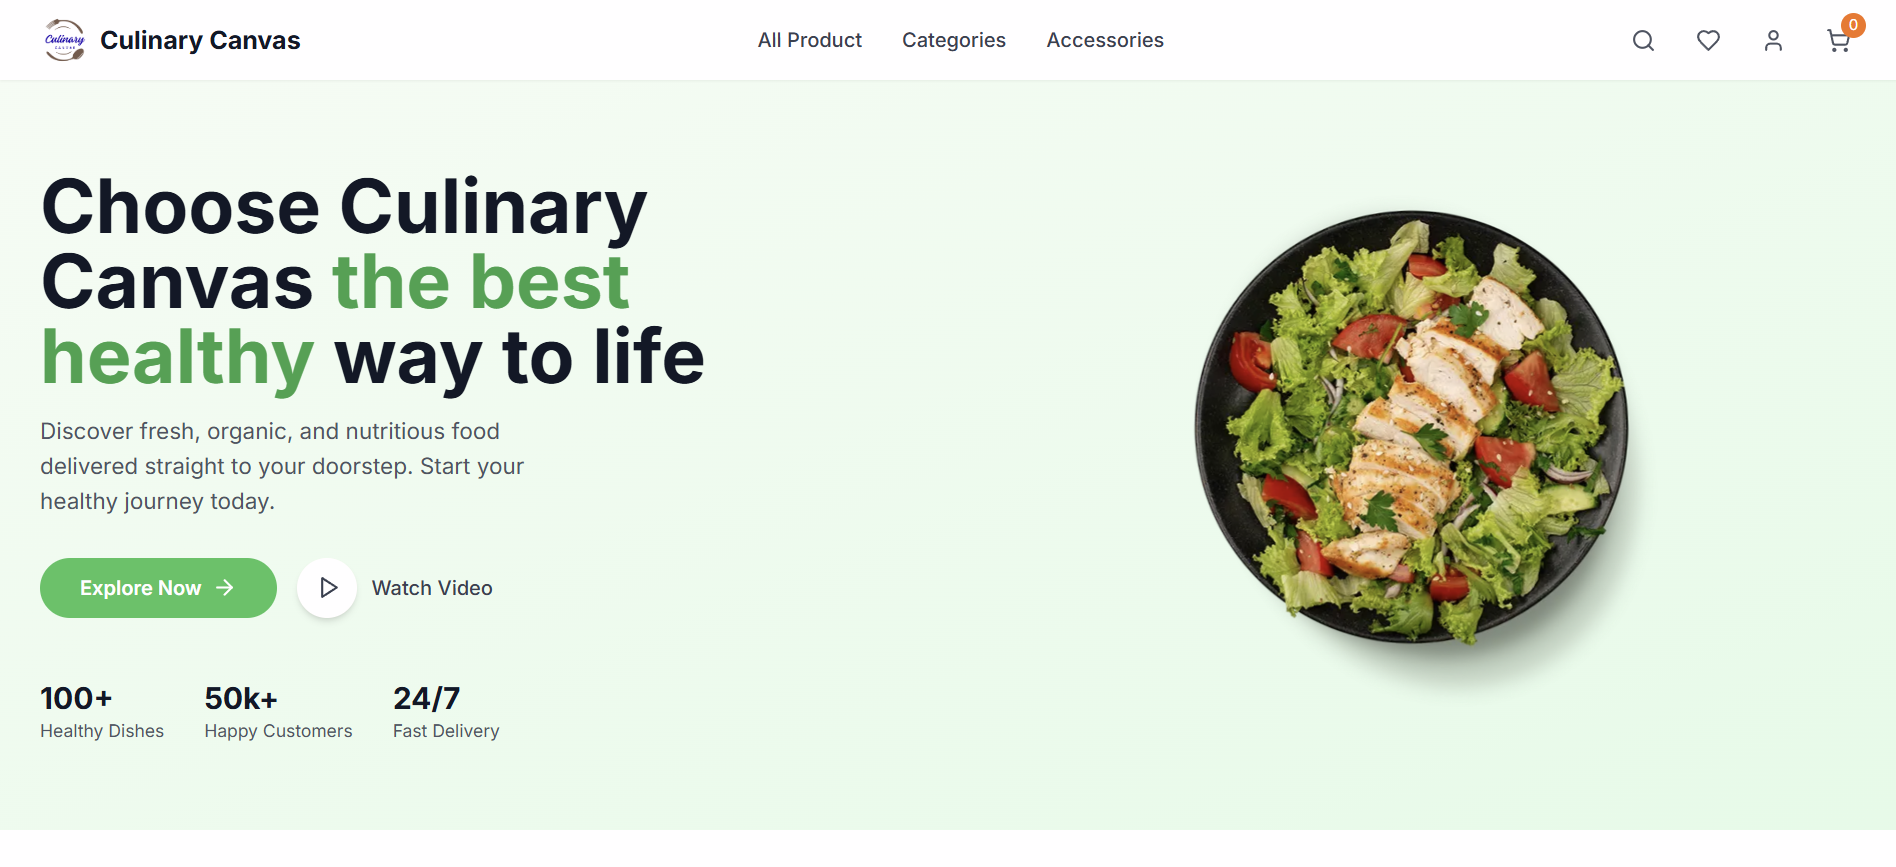 Culinary
CANVAS
Culinary Canvas
All Product
Categories
Accessories
0
Choose Culinary
Canvas the best
healthy way to life
Discover fresh, organic, and nutritious food
delivered straight to your doorstep. Start your
healthy journey today.
Explore Now
Watch Video
100+
Healthy Dishes
50k+
Happy Customers
24/7
Fast Delivery